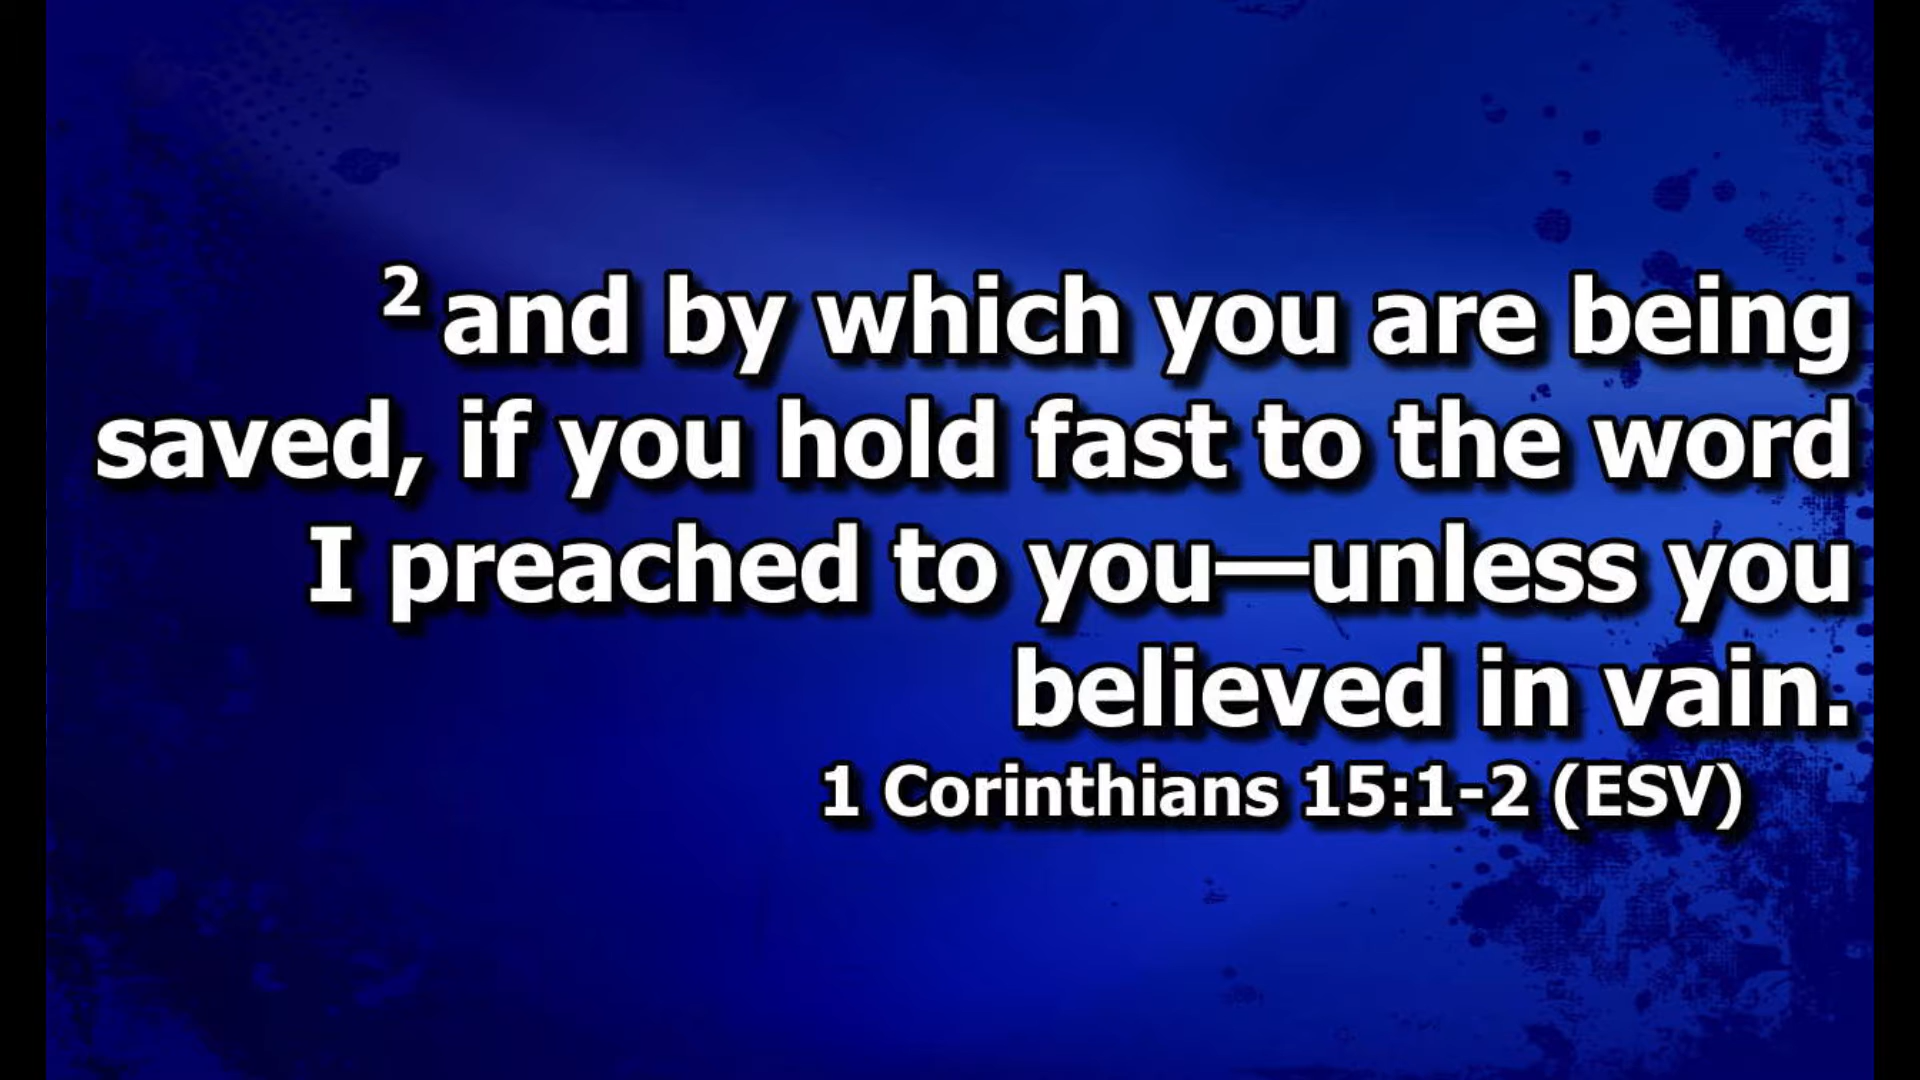 2 and by which you are being
saved, if you hold fast to the word
I preached to you—unless you
believed in vain.
1 Corinthians 15:1-2 (ESV)